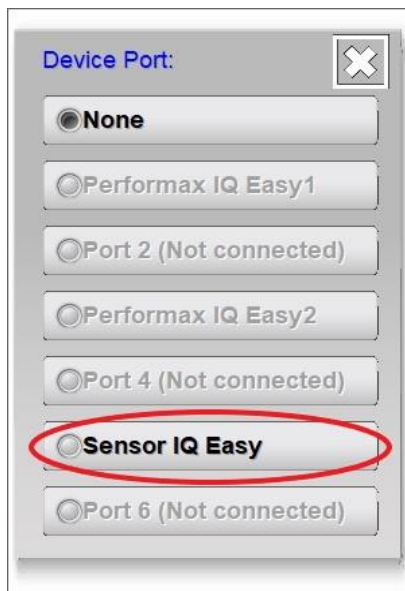 Device Port:
None
Performax IQ Easy1
Port 2 (Not connected)
Performax IQ Easy2
Port 4 (Not connected)
Sensor IQ Easy
Port 6 (Not connected)